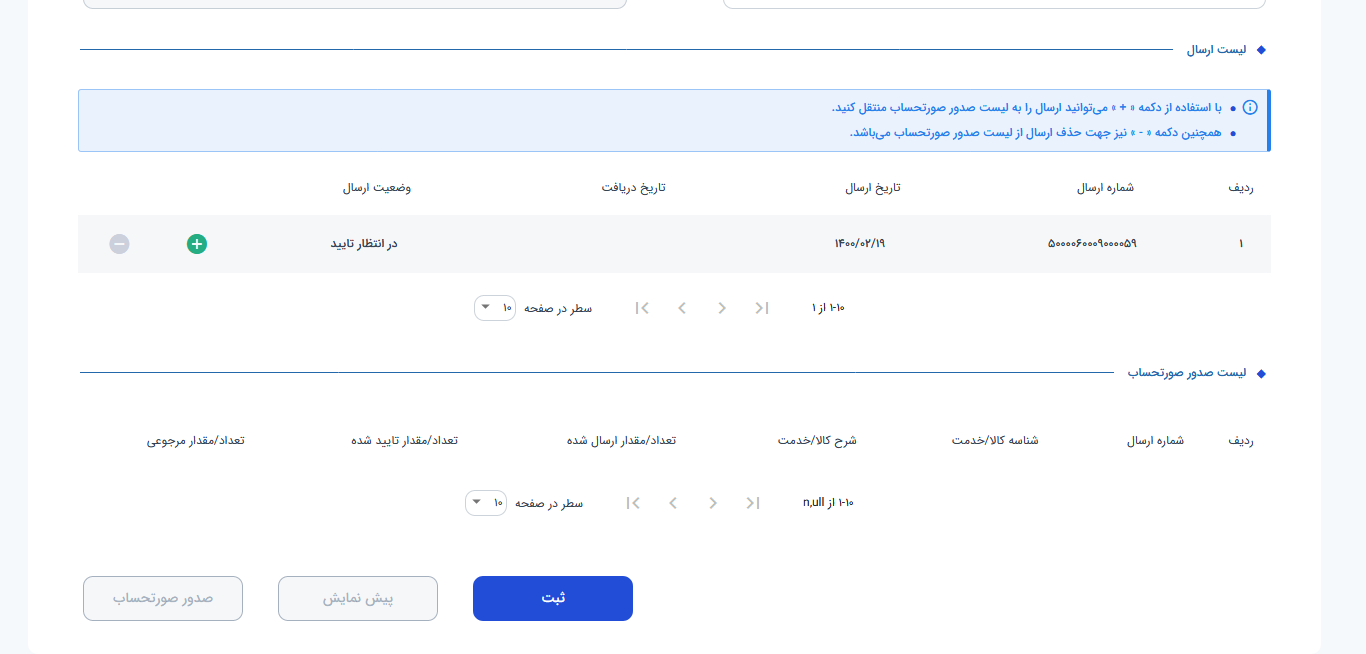 لیست ارسال
با استفاده از دکمه « + » می‌توانید ارسال را به لیست صدور صورتحساب منتقل کنید.
همچنین دکمه « - » نیز جهت حذف ارسال از لیست صدور صورتحساب می‌باشد.
ردیف شماره ارسال تاریخ ارسال تاریخ دریافت وضعیت ارسال
۱ ۵۰۰۰۰۶۰۰۰۹۰۰۰۰۵۹ ۱۴۰۰/۰۲/۱۹ در انتظار تایید
۱-۱۰ از ۱ سطر در صفحه ۱۰
لیست صدور صورتحساب
ردیف شماره ارسال شناسه کالا/خدمت شرح کالا/خدمت تعداد/مقدار ارسال شده تعداد/مقدار تایید شده تعداد/مقدار مرجوعی
۱-۱۰ از n,ull سطر در صفحه ۱۰
ثبت پیش نمایش صدور صورتحساب